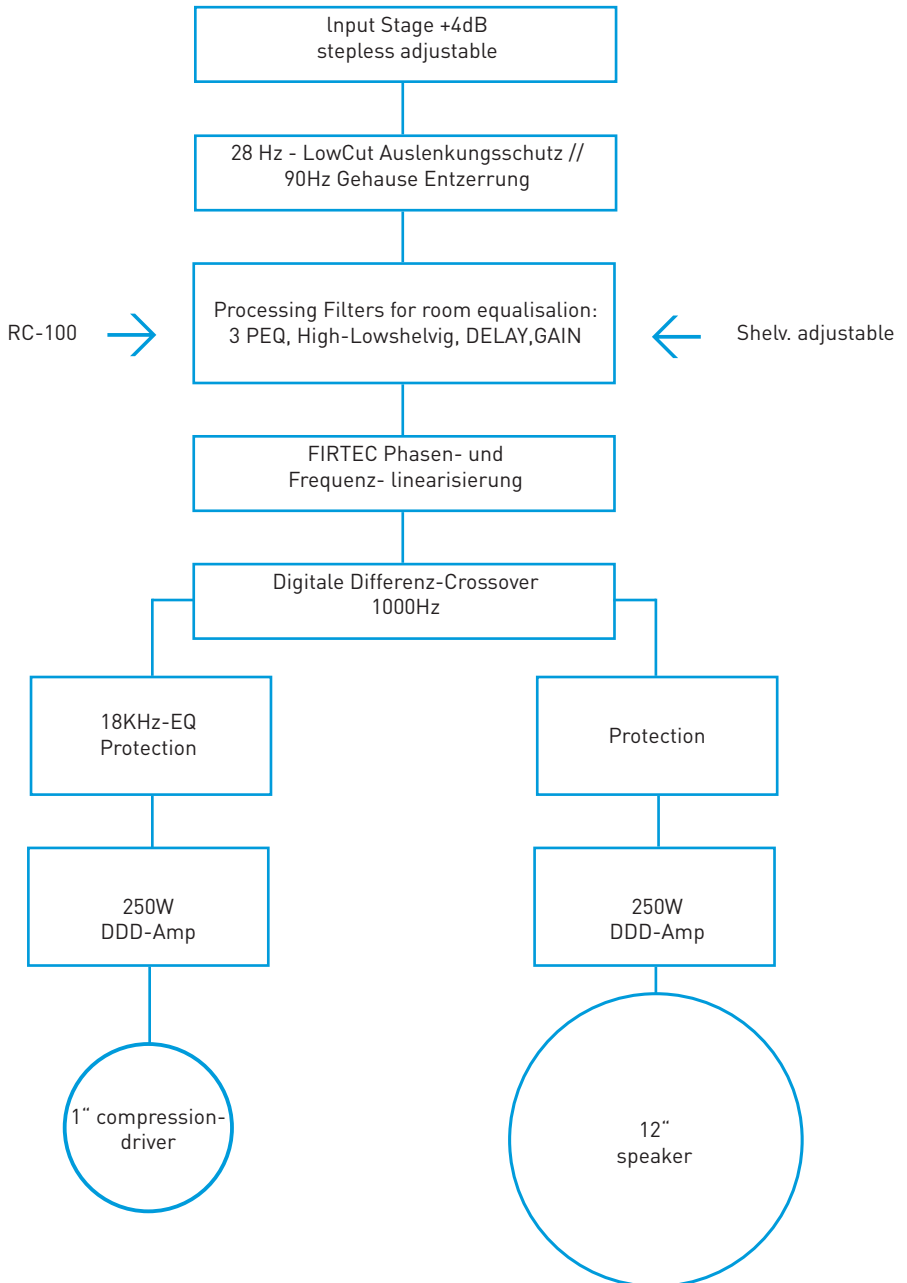 lnput Stage +4dB
stepless adjustable
28 Hz - LowCut Auslenkungsschutz //
90Hz Gehause Entzerrung
Processing Filters for room equalisalion:
3 PEQ, High-Lowshelvig, DELAY,GAIN
RC-100
Shelv. adjustable
FIRTEC Phasen- und
Frequenz- linearisierung
Digitale Differenz-Crossover
1000Hz
18KHz-EQ
Protection
Protection
250W
DDD-Amp
250W
DDD-Amp
1“ compression-
driver
12“
speaker